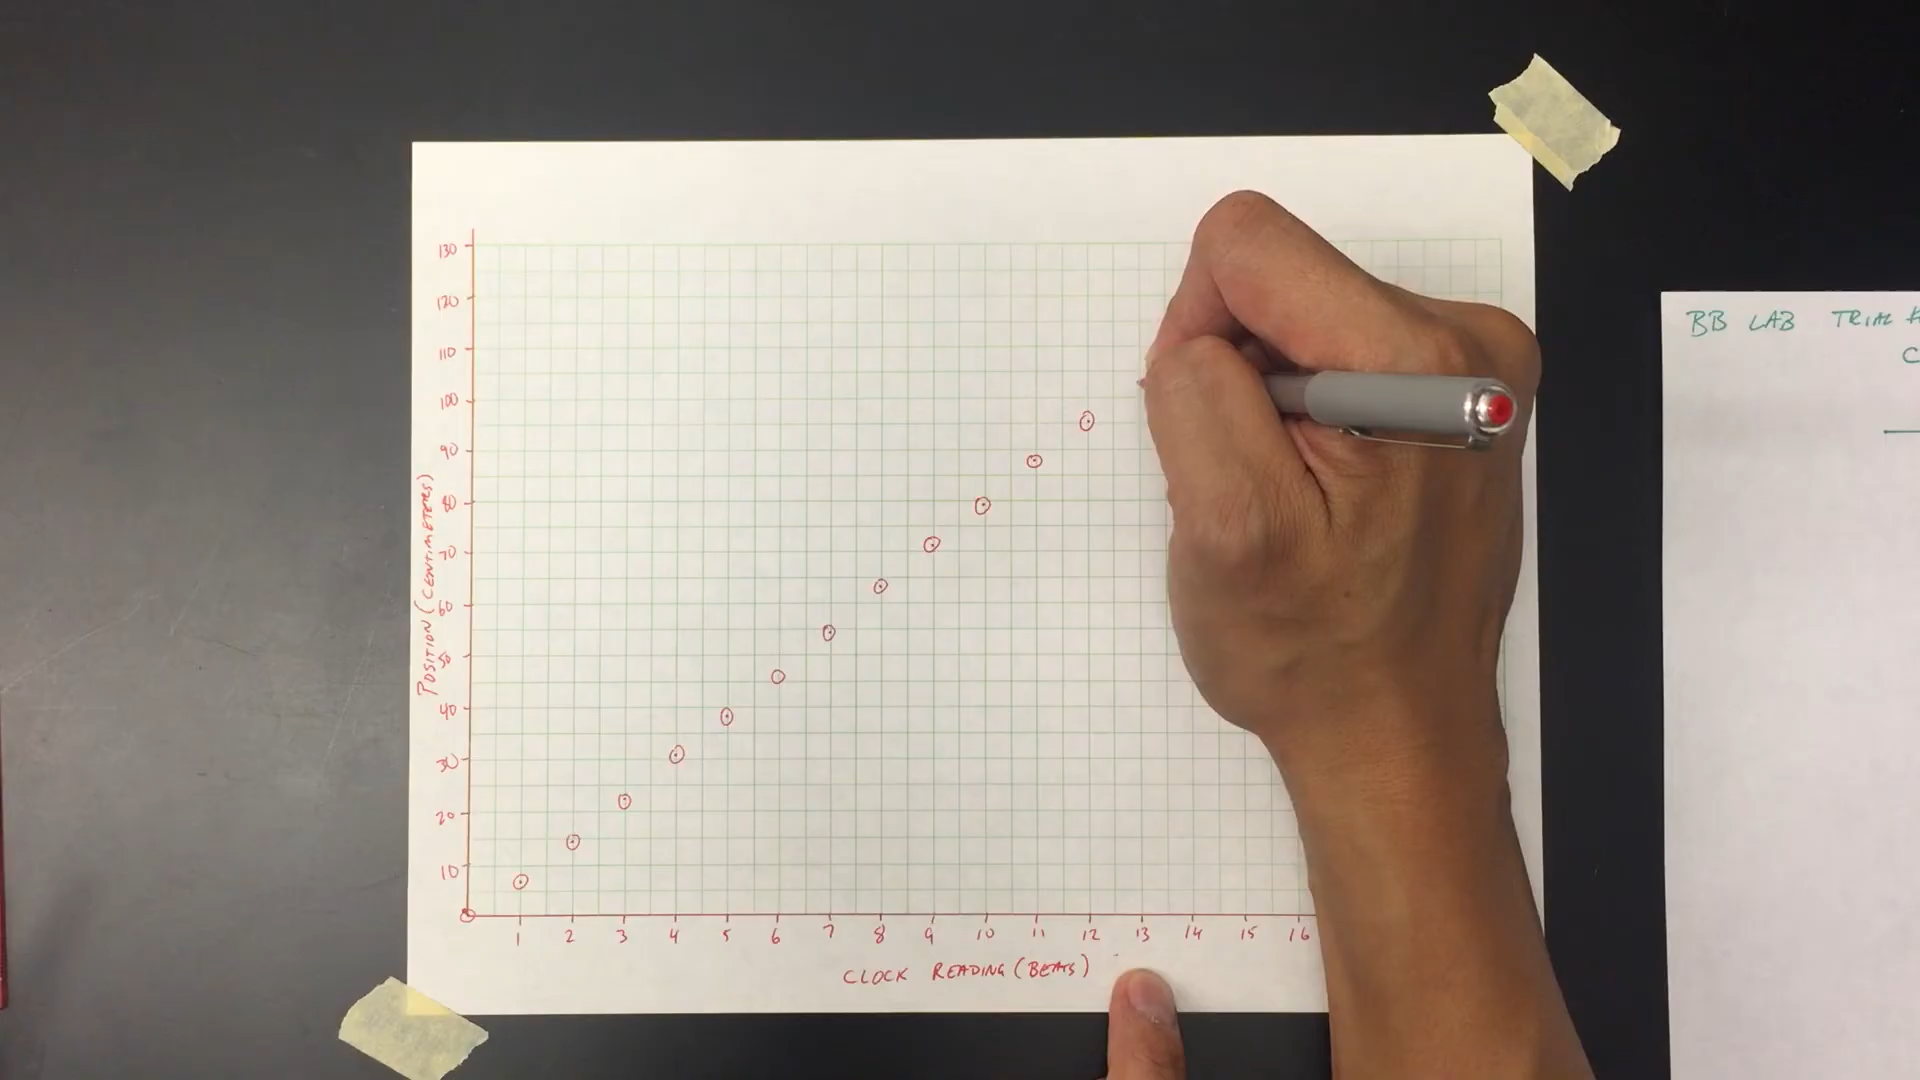 130
120
110
100
90
80
70
60
50
40
30
20
10
POSITION (CENTIMETERS)
1 2 3 4 5 6 7 8 9 10 11 12 13 14 15 16
CLOCK READING (BEATS)
BB LAB TRIAL #
C